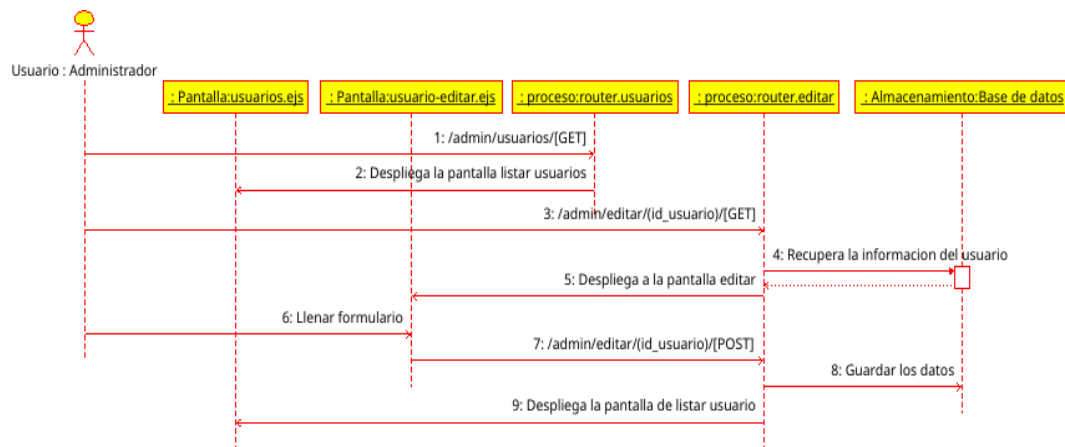 Usuario : Administrador
: Pantalla:usuarios.ejs
: Pantalla:usuario-editar.ejs
: proceso:router.usuarios
: proceso:router.editar
: Almacenamiento:Base de datos
1: /admin/usuarios/[GET]
2: Despliega la pantalla listar usuarios
3: /admin/editar/(id_usuario)/[GET]
4: Recupera la informacion del usuario
5: Despliega a la pantalla editar
6: Llenar formulario
7: /admin/editar/(id_usuario)/[POST]
8: Guardar los datos
9: Despliega la pantalla de listar usuario